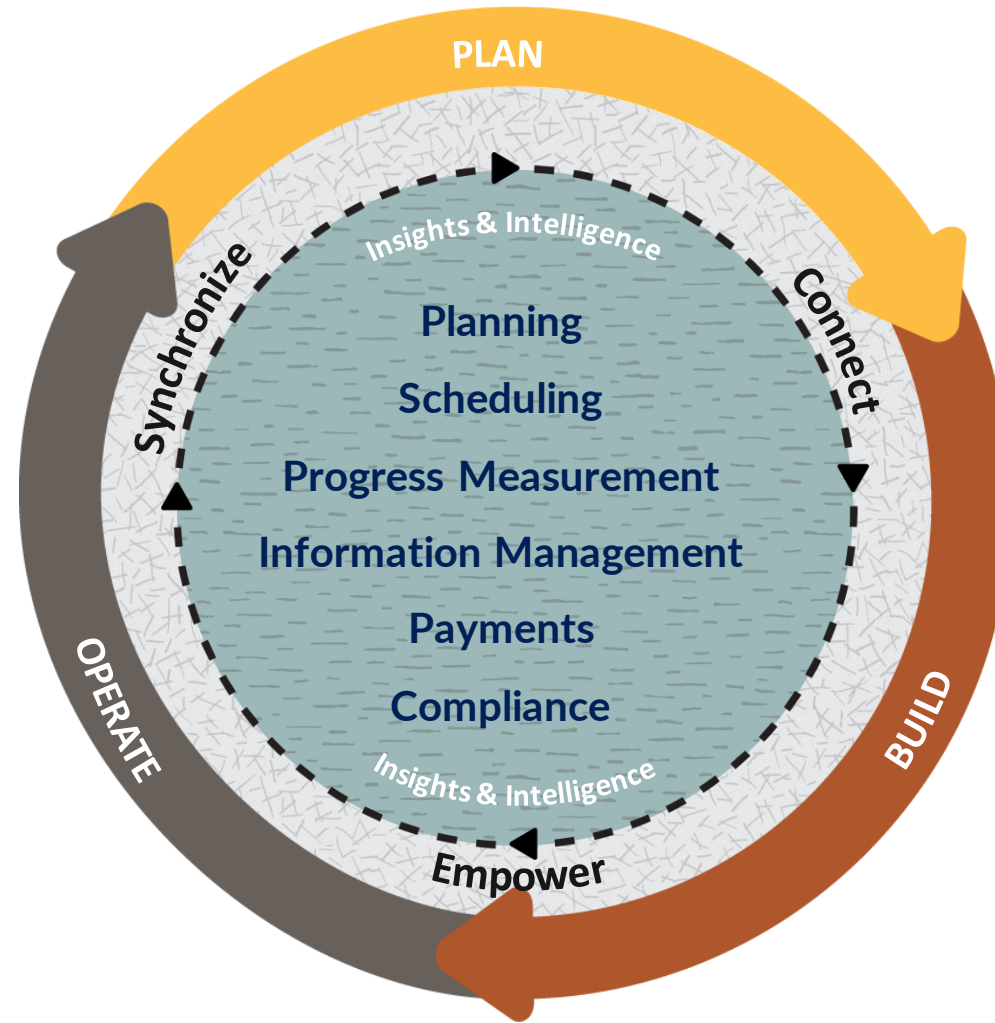 PLAN
Insights & Intelligence
Synchronize
Connect
Planning
Scheduling
Progress Measurement
Information Management
Payments
Compliance
OPERATE
BUILD
Insights & Intelligence
Empower